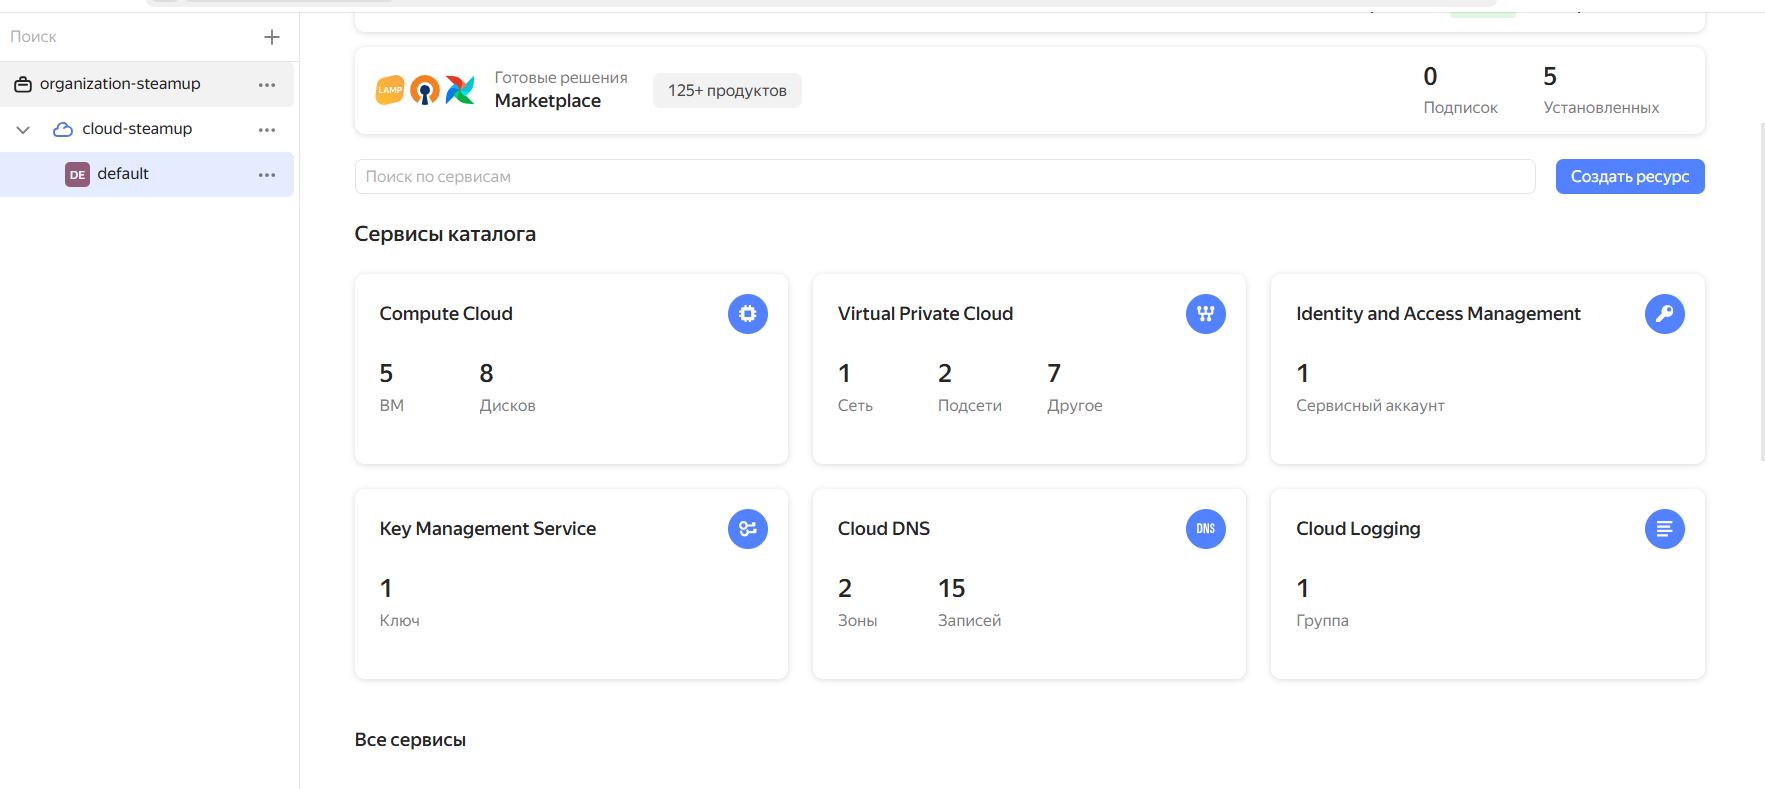 Поиск
organization-steamup
cloud-steamup
DE default
LAMP
Готовые решения
Marketplace
125+ продуктов
0
Подписок
5
Установленных
Поиск по сервисам
Создать ресурс
Сервисы каталога
Compute Cloud
5
ВМ
8
Дисков
Virtual Private Cloud
1
Сеть
2
Подсети
7
Другое
Identity and Access Management
1
Сервисный аккаунт
Key Management Service
1
Ключ
Cloud DNS
DNS
2
Зоны
15
Записей
Cloud Logging
1
Группа
Все сервисы